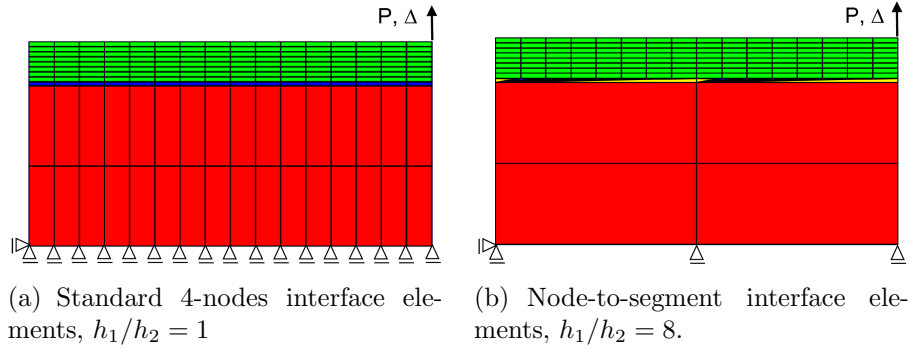 P, Δ
P, Δ
(a) Standard 4-nodes interface ele-
ments, h₁/h₂ = 1
(b) Node-to-segment interface ele-
ments, h₁/h₂ = 8.